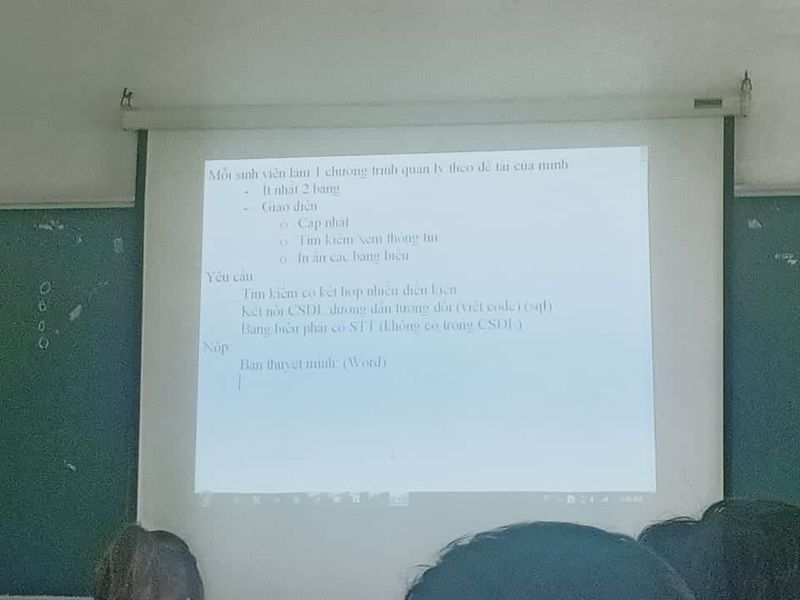 Mỗi sinh viên làm 1 chương trình quản lý theo đề tài của mình
- Ít nhất 2 bảng
- Giao diện
o Cập nhật
o Tìm kiếm xem thông tin
o In ấn các bảng biểu
Yêu cầu
Tìm kiếm có kết hợp nhiều điều kiện
Kết nối CSDL đường dẫn tương đối (viết code) (sql)
Bảng biểu phải có STT (không có trong CSDL)
Nộp:
Bản thuyết minh: (Word)